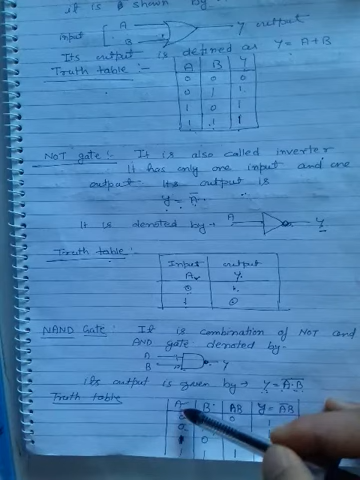 if is a shown by
A
input
B
Y output
Its output is defined as Y = A+B
Truth table :-
A B Y
0 0 0
0 1 1
1 0 1
1 1 1
NOT gate :- It is also called inverter
It has only one input and one
output. Its output is
Y = A̅
It is denoted by → A Y
Truth table :-
Input output
A Y
0 1
1 0
NAND Gate : It is combination of NOT and
AND gate denoted by -
A
B Y
its output is given by → Y = A̅.̅B̅
Truth table
A B AB Y = A̅B̅
0 0 1
0
1 0
1 1